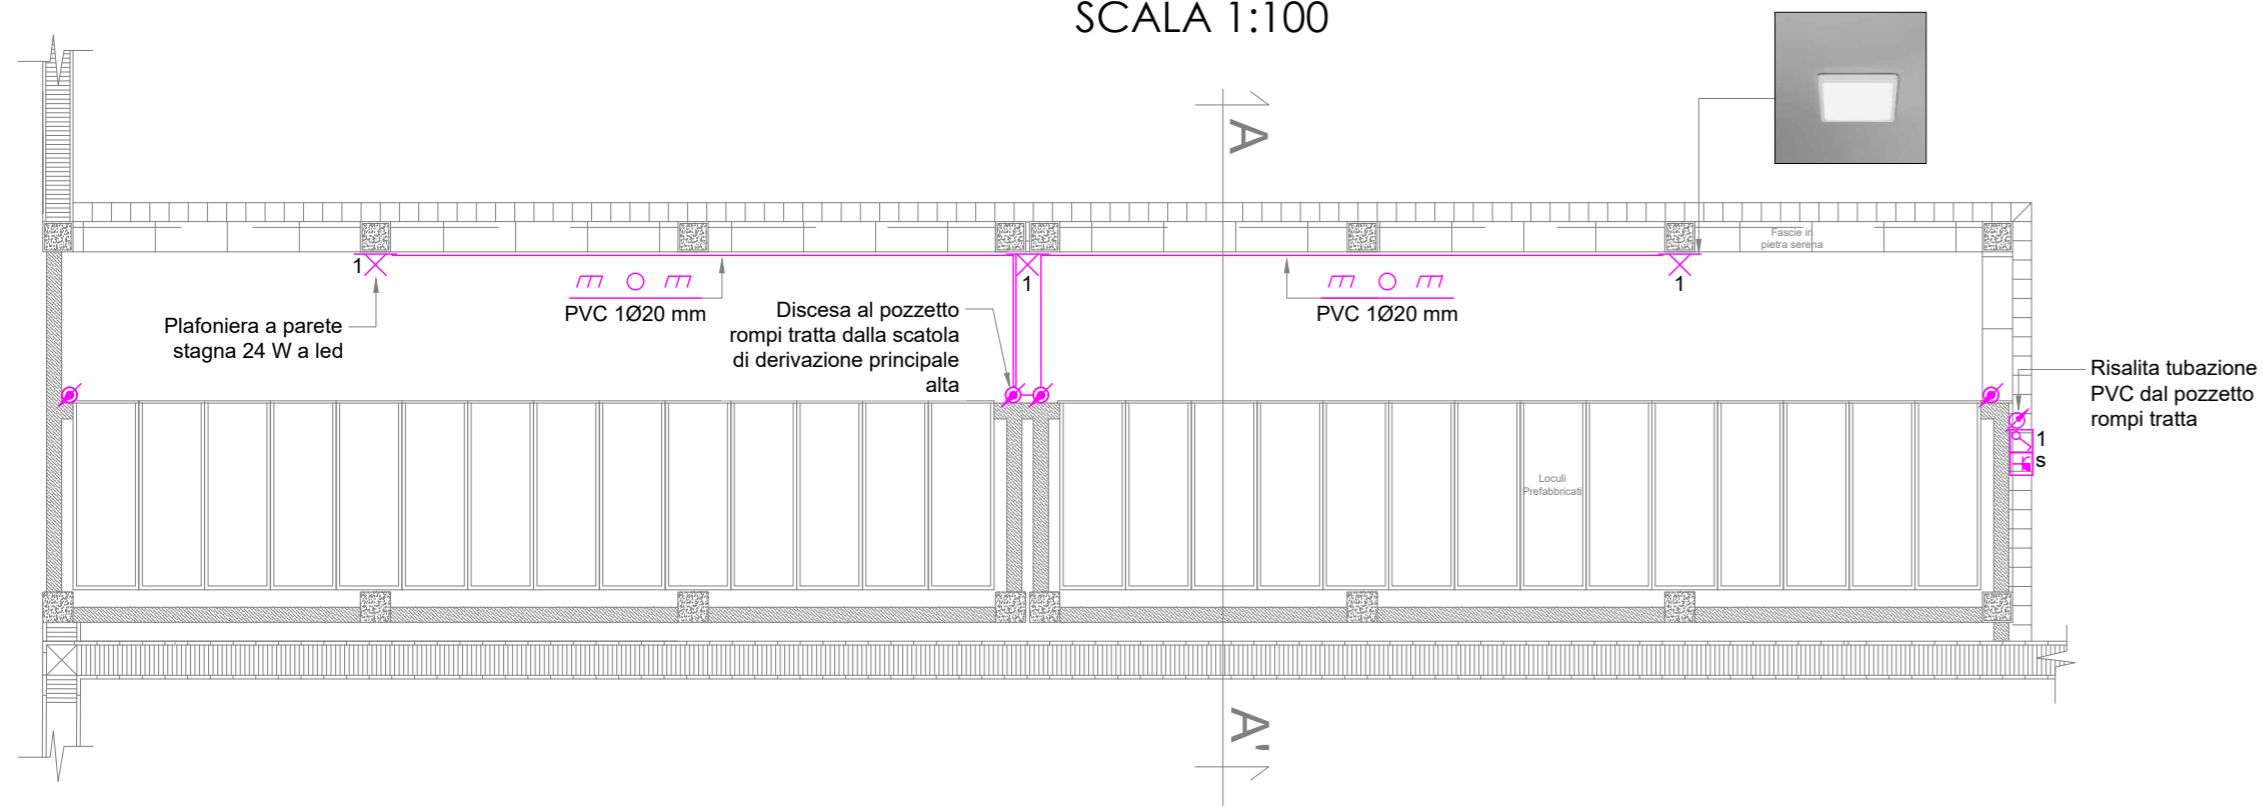 SCALA 1:100
A
Fascie in
pietra serena
1
1
1
PVC 1Ø20 mm
PVC 1Ø20 mm
Plafoniera a parete
stagna 24 W a led
Discesa al pozzetto
rompi tratta dalla scatola
di derivazione principale
alta
Risalita tubazione
PVC dal pozzetto
rompi tratta
1
s
Loculi
Prefabbricati
A'